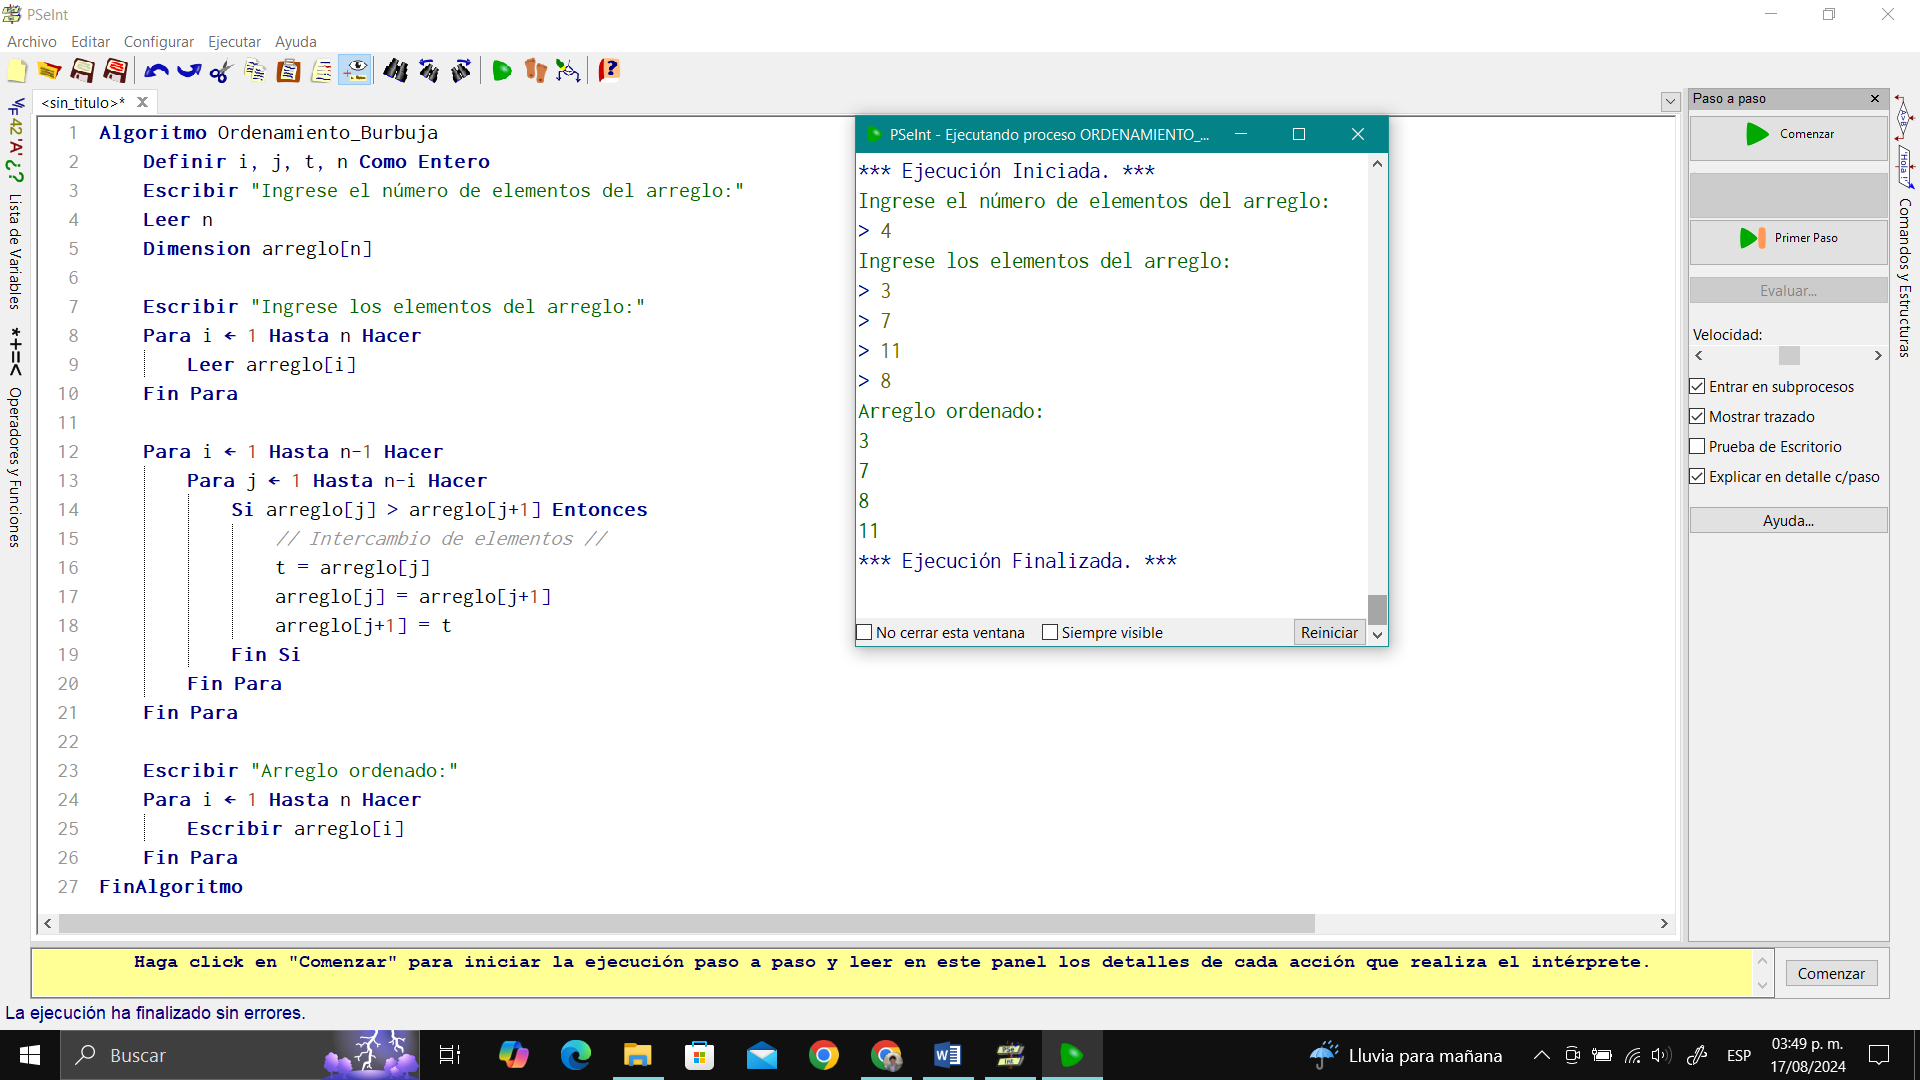 PSeInt
Archivo Editar Configurar Ejecutar Ayuda
<sin_titulo>*
Lista de Variables
Operadores y Funciones
1 Algoritmo Ordenamiento_Burbuja
2 Definir i, j, t, n Como Entero
3 Escribir "Ingrese el número de elementos del arreglo:"
4 Leer n
5 Dimension arreglo[n]
6
7 Escribir "Ingrese los elementos del arreglo:"
8 Para i ← 1 Hasta n Hacer
9 Leer arreglo[i]
10 Fin Para
11
12 Para i ← 1 Hasta n-1 Hacer
13 Para j ← 1 Hasta n-i Hacer
14 Si arreglo[j] > arreglo[j+1] Entonces
15 // Intercambio de elementos //
16 t = arreglo[j]
17 arreglo[j] = arreglo[j+1]
18 arreglo[j+1] = t
19 Fin Si
20 Fin Para
21 Fin Para
22
23 Escribir "Arreglo ordenado:"
24 Para i ← 1 Hasta n Hacer
25 Escribir arreglo[i]
26 Fin Para
27 FinAlgoritmo
PSeInt - Ejecutando proceso ORDENAMIENTO_...
*** Ejecución Iniciada. ***
Ingrese el número de elementos del arreglo:
> 4
Ingrese los elementos del arreglo:
> 3
> 7
> 11
> 8
Arreglo ordenado:
3
7
8
11
*** Ejecución Finalizada. ***
No cerrar esta ventana Siempre visible Reiniciar
Paso a paso
Comenzar
Primer Paso
Evaluar...
Velocidad:
Entrar en subprocesos
Mostrar trazado
Prueba de Escritorio
Explicar en detalle c/paso
Ayuda...
Comandos y Estructuras
Haga click en "Comenzar" para iniciar la ejecución paso a paso y leer en este panel los detalles de cada acción que realiza el intérprete.
Comenzar
La ejecución ha finalizado sin errores.
Buscar
Lluvia para mañana
ESP
03:49 p. m.
17/08/2024